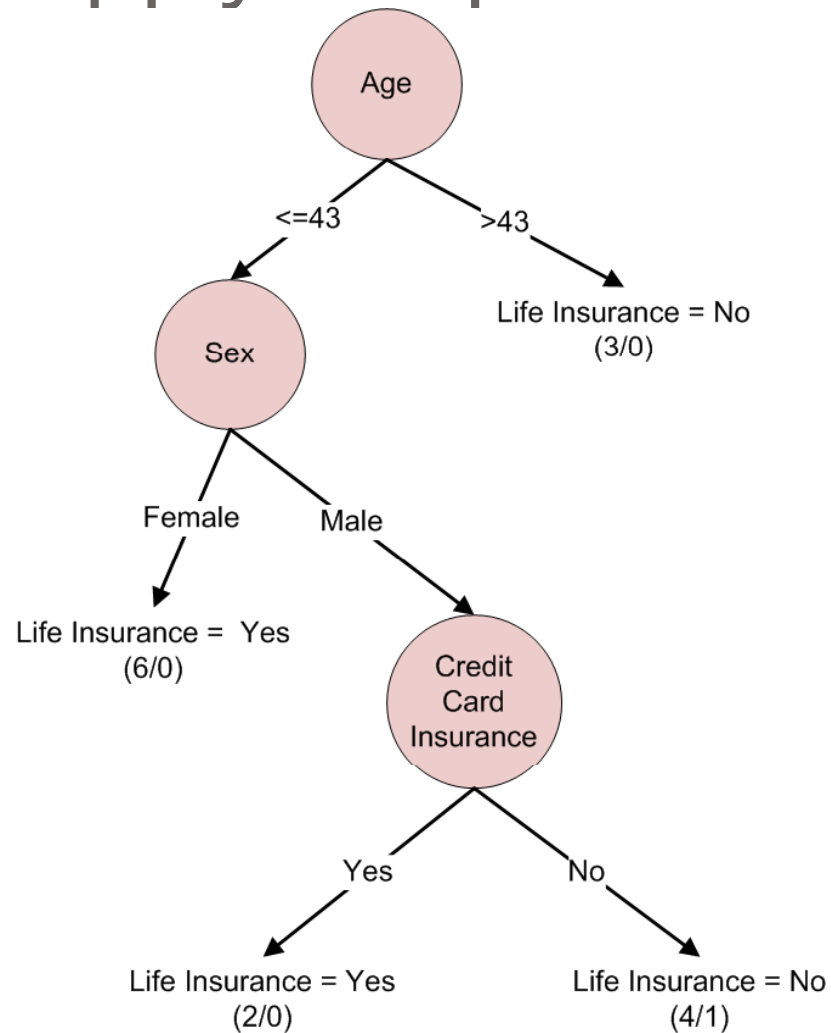 Age
<=43
>43
Life Insurance = No
(3/0)
Sex
Female
Male
Life Insurance = Yes
(6/0)
Credit
Card
Insurance
Yes
No
Life Insurance = Yes
(2/0)
Life Insurance = No
(4/1)